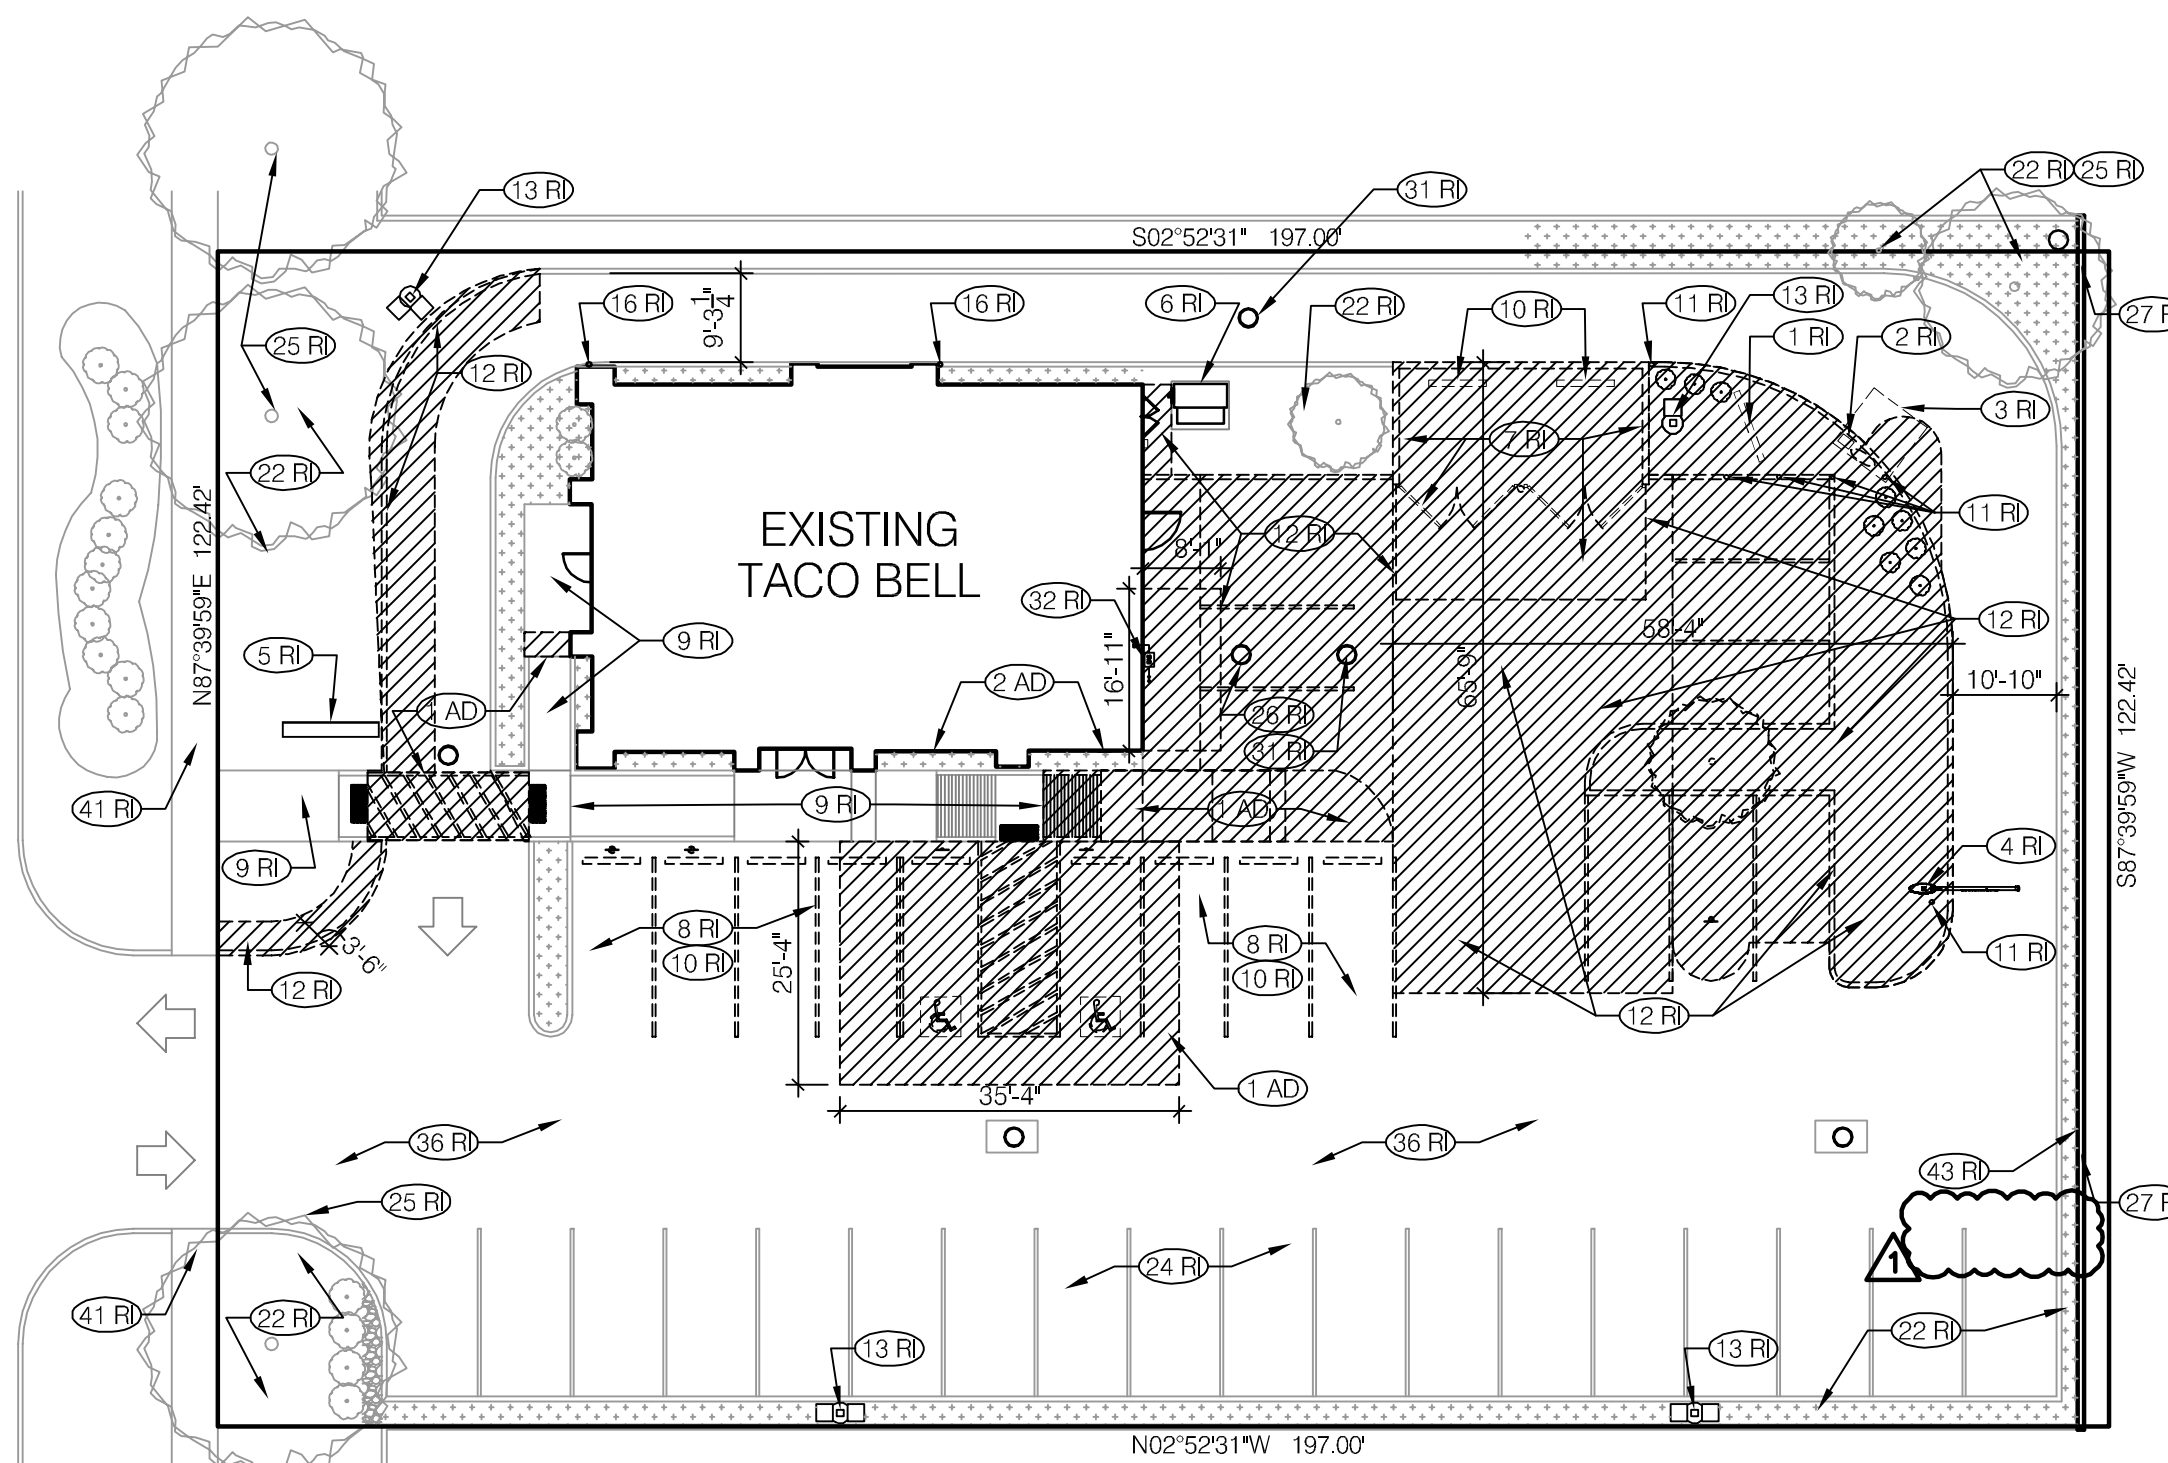 13 RI
31 RI
22 RI
25 RI
S02°52'31" 197.00'
16 RI
9'-3 1/4"
16 RI
6 RI
22 RI
10 RI
11 RI
13 RI
27 R
1 RI
2 RI
25 RI
12 RI
3 RI
7 RI
22 RI
N87°39'59"E 122.42'
EXISTING
TACO BELL
11 RI
12 RI
8'-1"
32 RI
12 RI
58'-4"
9 RI
5 RI
16'-11"
65'-9"
2 AD
10'-10"
1 AD
26 RI
31 RI
S87°39'59"W 122.42'
41 RI
9 RI
1 AD
4 RI
9 RI
8 RI
10 RI
25'-4"
8 RI
10 RI
11 RI
3'-6"
12 RI
12 RI
1 AD
35'-4"
36 RI
36 RI
43 RI
25 RI
27 R
1
24 RI
41 RI
22 RI
22 RI
13 RI
13 RI
N02°52'31"W 197.00'